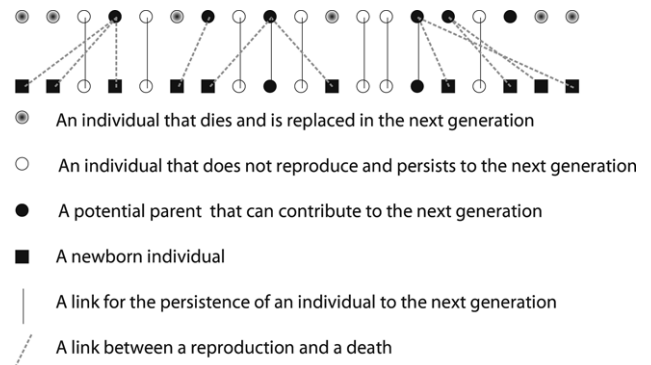 An individual that dies and is replaced in the next generation
An individual that does not reproduce and persists to the next generation
A potential parent that can contribute to the next generation
A newborn individual
A link for the persistence of an individual to the next generation
A link between a reproduction and a death